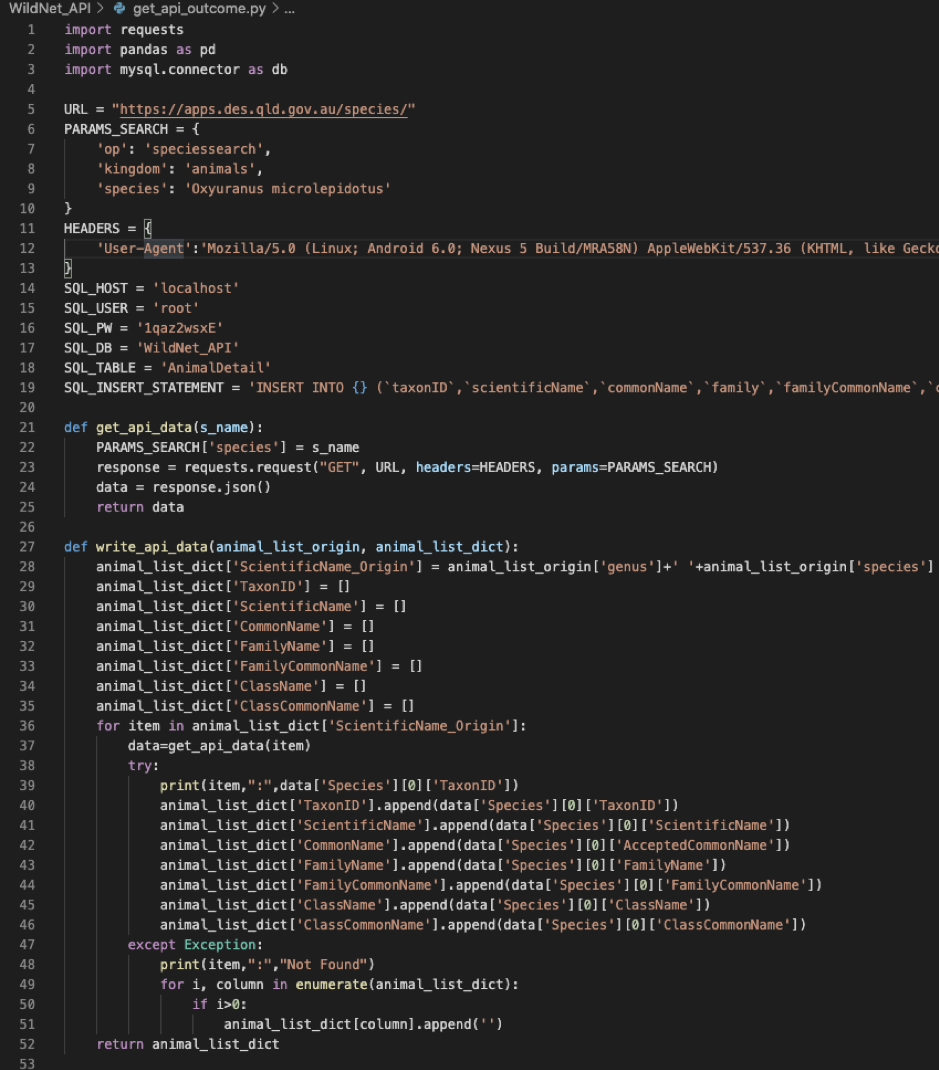 WildNet_API > get_api_outcome.py > ...
1 import requests
2 import pandas as pd
3 import mysql.connector as db
4
5 URL = "https://apps.des.qld.gov.au/species/"
6 PARAMS_SEARCH = {
7     'op': 'speciessearch',
8     'kingdom': 'animals',
9     'species': 'Oxyuranus microlepidotus'
10 }
11 HEADERS = {
12     'User-Agent':'Mozilla/5.0 (Linux; Android 6.0; Nexus 5 Build/MRA58N) AppleWebKit/537.36 (KHTML, like Gecko
13 }
14 SQL_HOST = 'localhost'
15 SQL_USER = 'root'
16 SQL_PW = '1qaz2wsxE'
17 SQL_DB = 'WildNet_API'
18 SQL_TABLE = 'AnimalDetail'
19 SQL_INSERT_STATEMENT = 'INSERT INTO {} (`taxonID`,`scientificName`,`commonName`,`family`,`familyCommonName`,`
20
21 def get_api_data(s_name):
22     PARAMS_SEARCH['species'] = s_name
23     response = requests.request("GET", URL, headers=HEADERS, params=PARAMS_SEARCH)
24     data = response.json()
25     return data
26
27 def write_api_data(animal_list_origin, animal_list_dict):
28     animal_list_dict['ScientificName_Origin'] = animal_list_origin['genus']+' '+animal_list_origin['species']
29     animal_list_dict['TaxonID'] = []
30     animal_list_dict['ScientificName'] = []
31     animal_list_dict['CommonName'] = []
32     animal_list_dict['FamilyName'] = []
33     animal_list_dict['FamilyCommonName'] = []
34     animal_list_dict['ClassName'] = []
35     animal_list_dict['ClassCommonName'] = []
36     for item in animal_list_dict['ScientificName_Origin']:
37         data=get_api_data(item)
38         try:
39             print(item,":",data['Species'][0]['TaxonID'])
40             animal_list_dict['TaxonID'].append(data['Species'][0]['TaxonID'])
41             animal_list_dict['ScientificName'].append(data['Species'][0]['ScientificName'])
42             animal_list_dict['CommonName'].append(data['Species'][0]['AcceptedCommonName'])
43             animal_list_dict['FamilyName'].append(data['Species'][0]['FamilyName'])
44             animal_list_dict['FamilyCommonName'].append(data['Species'][0]['FamilyCommonName'])
45             animal_list_dict['ClassName'].append(data['Species'][0]['ClassName'])
46             animal_list_dict['ClassCommonName'].append(data['Species'][0]['ClassCommonName'])
47         except Exception:
48             print(item,":","Not Found")
49             for i, column in enumerate(animal_list_dict):
50                 if i>0:
51                     animal_list_dict[column].append('')
52     return animal_list_dict
53